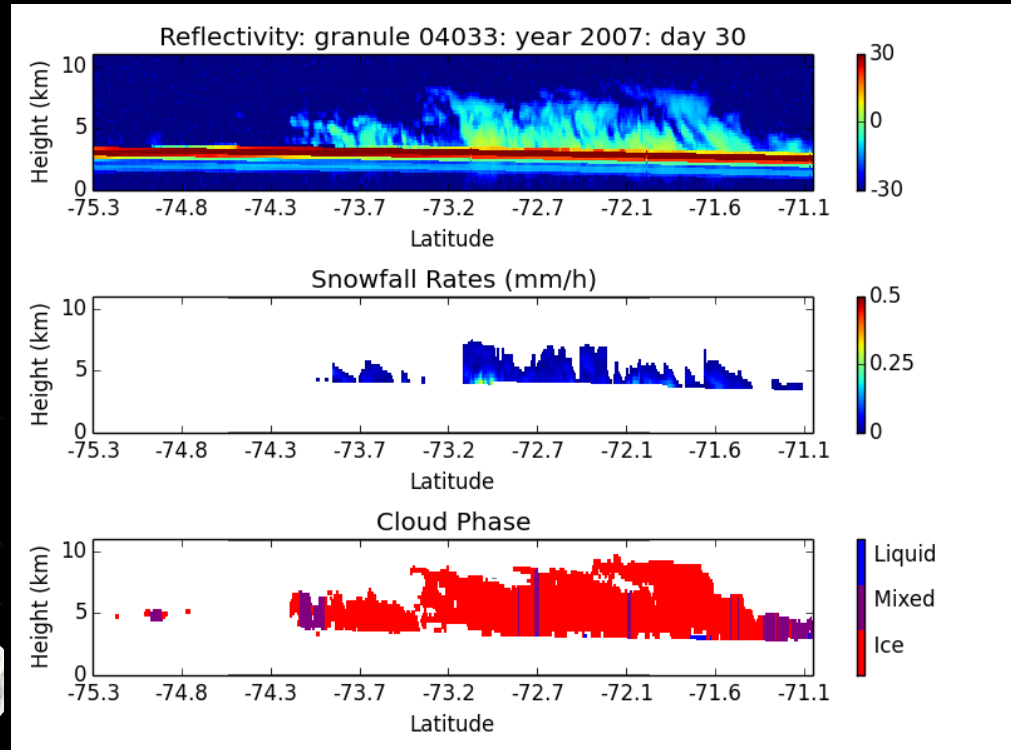 Reflectivity: granule 04033: year 2007: day 30
Height (km)
10
5
0
-75.3 -74.8 -74.3 -73.7 -73.2 -72.7 -72.1 -71.6 -71.1
Latitude
30
0
-30
Snowfall Rates (mm/h)
Height (km)
10
5
0
-75.3 -74.8 -74.3 -73.7 -73.2 -72.7 -72.1 -71.6 -71.1
Latitude
0.5
0.25
0
Cloud Phase
Height (km)
10
5
0
-75.3 -74.8 -74.3 -73.7 -73.2 -72.7 -72.1 -71.6 -71.1
Latitude
Liquid
Mixed
Ice